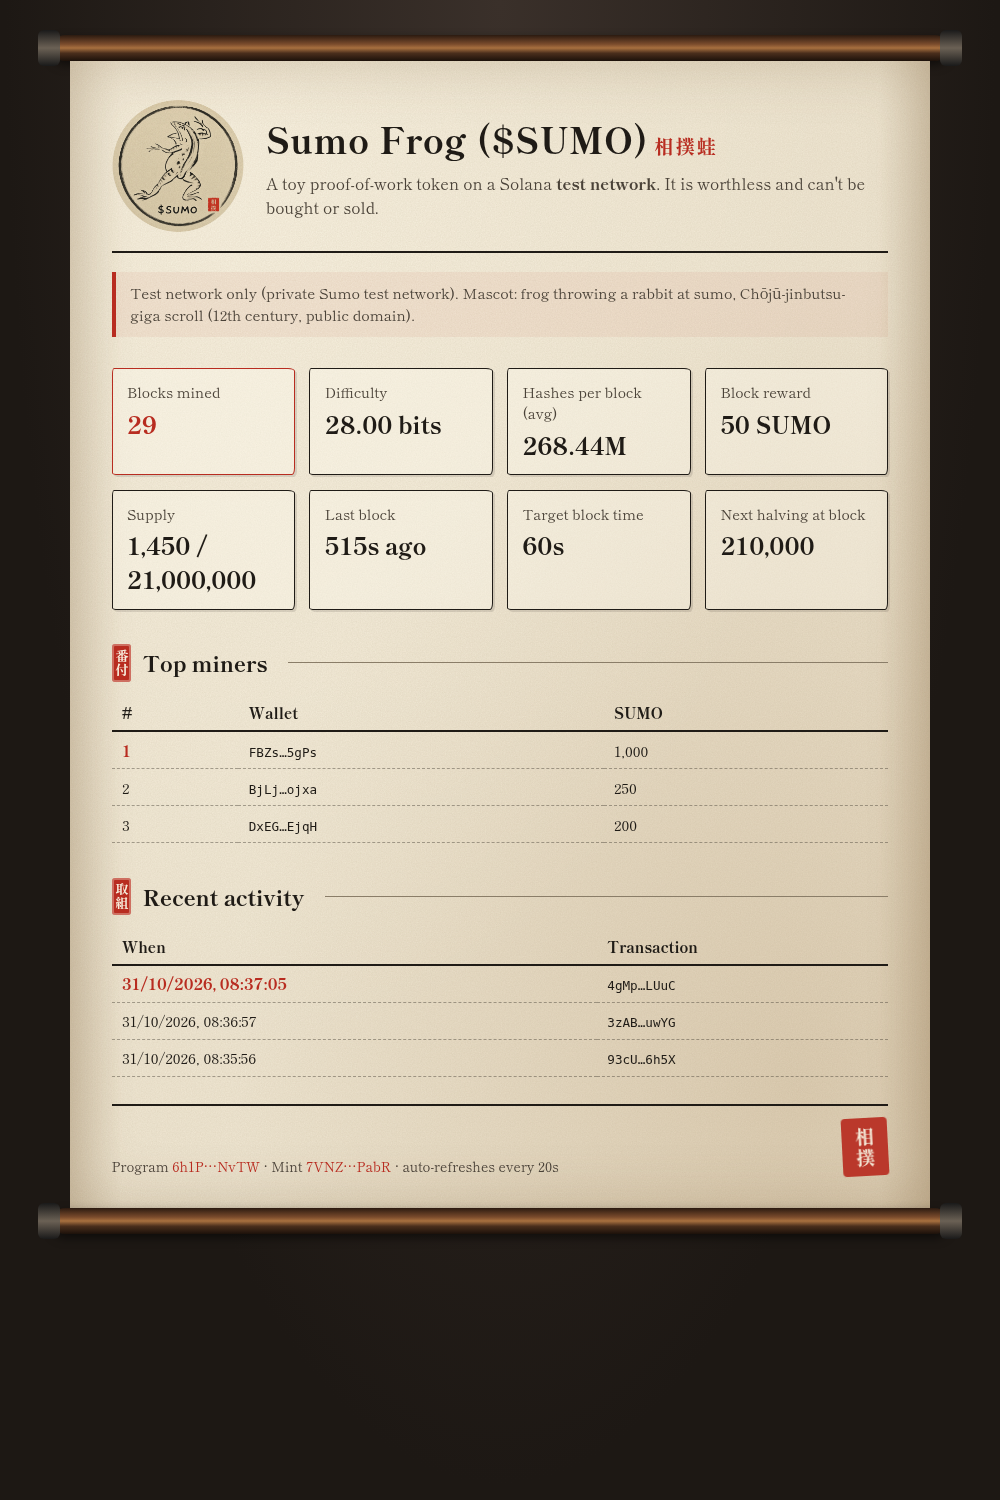 $SUMO
Sumo Frog ($SUMO) 相撲蛙
A toy proof-of-work token on a Solana test network. It is worthless and can't be
bought or sold.
Test network only (private Sumo test network). Mascot: frog throwing a rabbit at sumo, Chōjū-jinbutsu-
giga scroll (12th century, public domain).
Blocks mined
29
Difficulty
28.00 bits
Hashes per block
(avg)
268.44M
Block reward
50 SUMO
Supply
1,450 /
21,000,000
Last block
515s ago
Target block time
60s
Next halving at block
210,000
番付
Top miners
# Wallet SUMO
1 FBZs…5gPs 1,000
2 BjLj…ojxa 250
3 DxEG…EjqH 200
取組
Recent activity
When Transaction
31/10/2026, 08:37:05 4gMp…LUuC
31/10/2026, 08:36:57 3zAB…uwYG
31/10/2026, 08:35:56 93cU…6h5X
相撲
Program 6h1P…NvTW · Mint 7VNZ…PabR · auto-refreshes every 20s